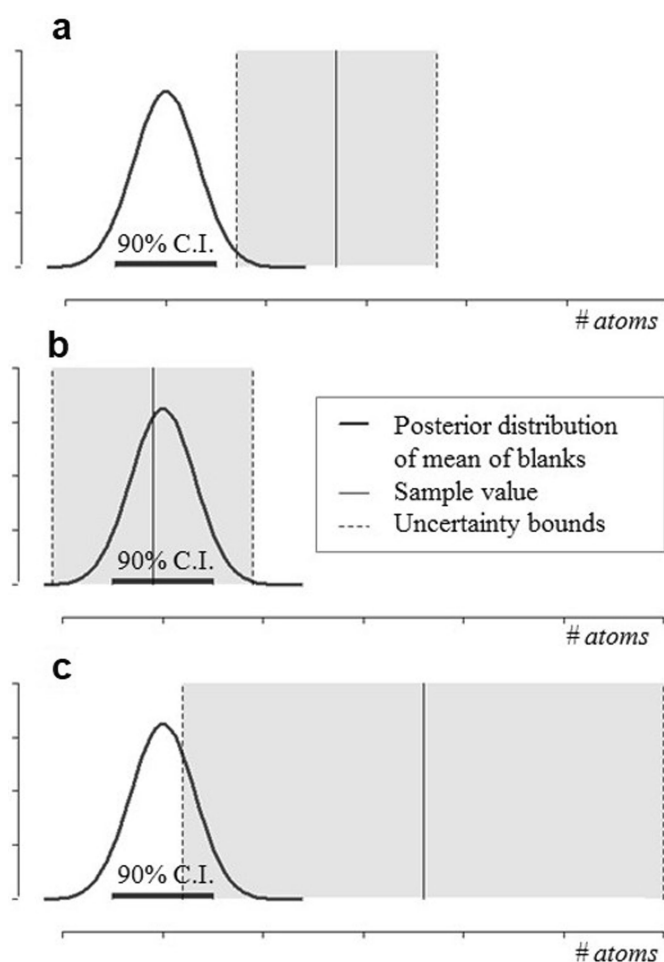 a
90% C.I.
# atoms
b
Posterior distribution
of mean of blanks
Sample value
Uncertainty bounds
90% C.I.
# atoms
c
90% C.I.
# atoms